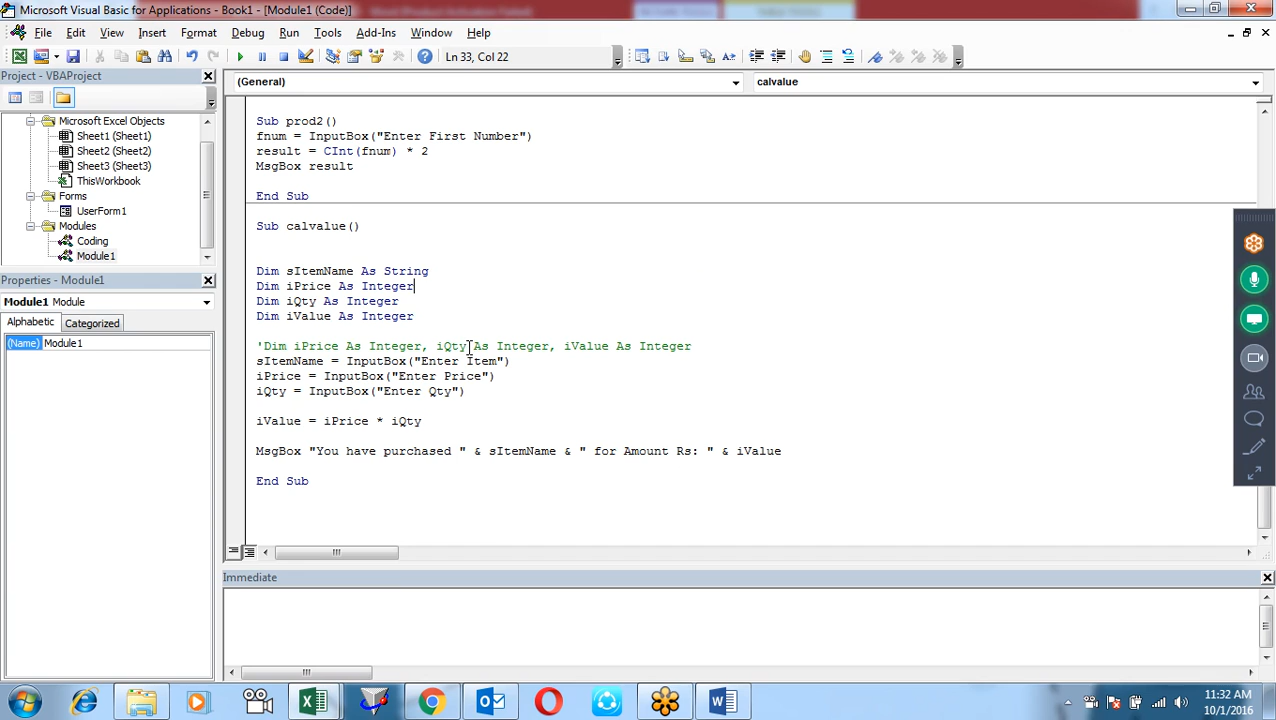 Microsoft Visual Basic for Applications - Book1 - [Module1 (Code)]
File Edit View Insert Format Debug Run Tools Add-Ins Window Help
Ln 33, Col 22
Project - VBAProject
(General) calvalue
Microsoft Excel Objects
Sheet1 (Sheet1)
Sheet2 (Sheet2)
Sheet3 (Sheet3)
ThisWorkbook
Forms
UserForm1
Modules
Coding
Module1
Properties - Module1
Module1 Module
Alphabetic Categorized
(Name) Module1
Sub prod2()
fnum = InputBox("Enter First Number")
result = CInt(fnum) * 2
MsgBox result
End Sub
Sub calvalue()
Dim sItemName As String
Dim iPrice As Integer
Dim iQty As Integer
Dim iValue As Integer
'Dim iPrice As Integer, iQty As Integer, iValue As Integer
sItemName = InputBox("Enter Item")
iPrice = InputBox("Enter Price")
iQty = InputBox("Enter Qty")
iValue = iPrice * iQty
MsgBox "You have purchased " & sItemName & " for Amount Rs: " & iValue
End Sub
Immediate
11:32 AM
10/1/2016